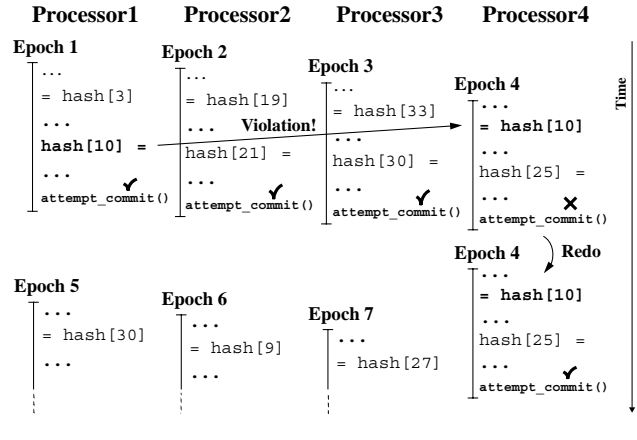 Processor1
Processor2
Processor3
Processor4
Epoch 1
...
= hash[3]
...
hash[10] =
...
attempt_commit()
Epoch 2
...
= hash[19]
...
hash[21] =
...
attempt_commit()
Epoch 3
...
= hash[33]
...
hash[30] =
...
attempt_commit()
Epoch 4
...
= hash[10]
...
hash[25] =
...
attempt_commit()
Violation!
Time
Redo
Epoch 4
...
= hash[10]
...
hash[25] =
...
attempt_commit()
Epoch 5
...
= hash[30]
...
Epoch 6
...
= hash[9]
...
Epoch 7
...
= hash[27]